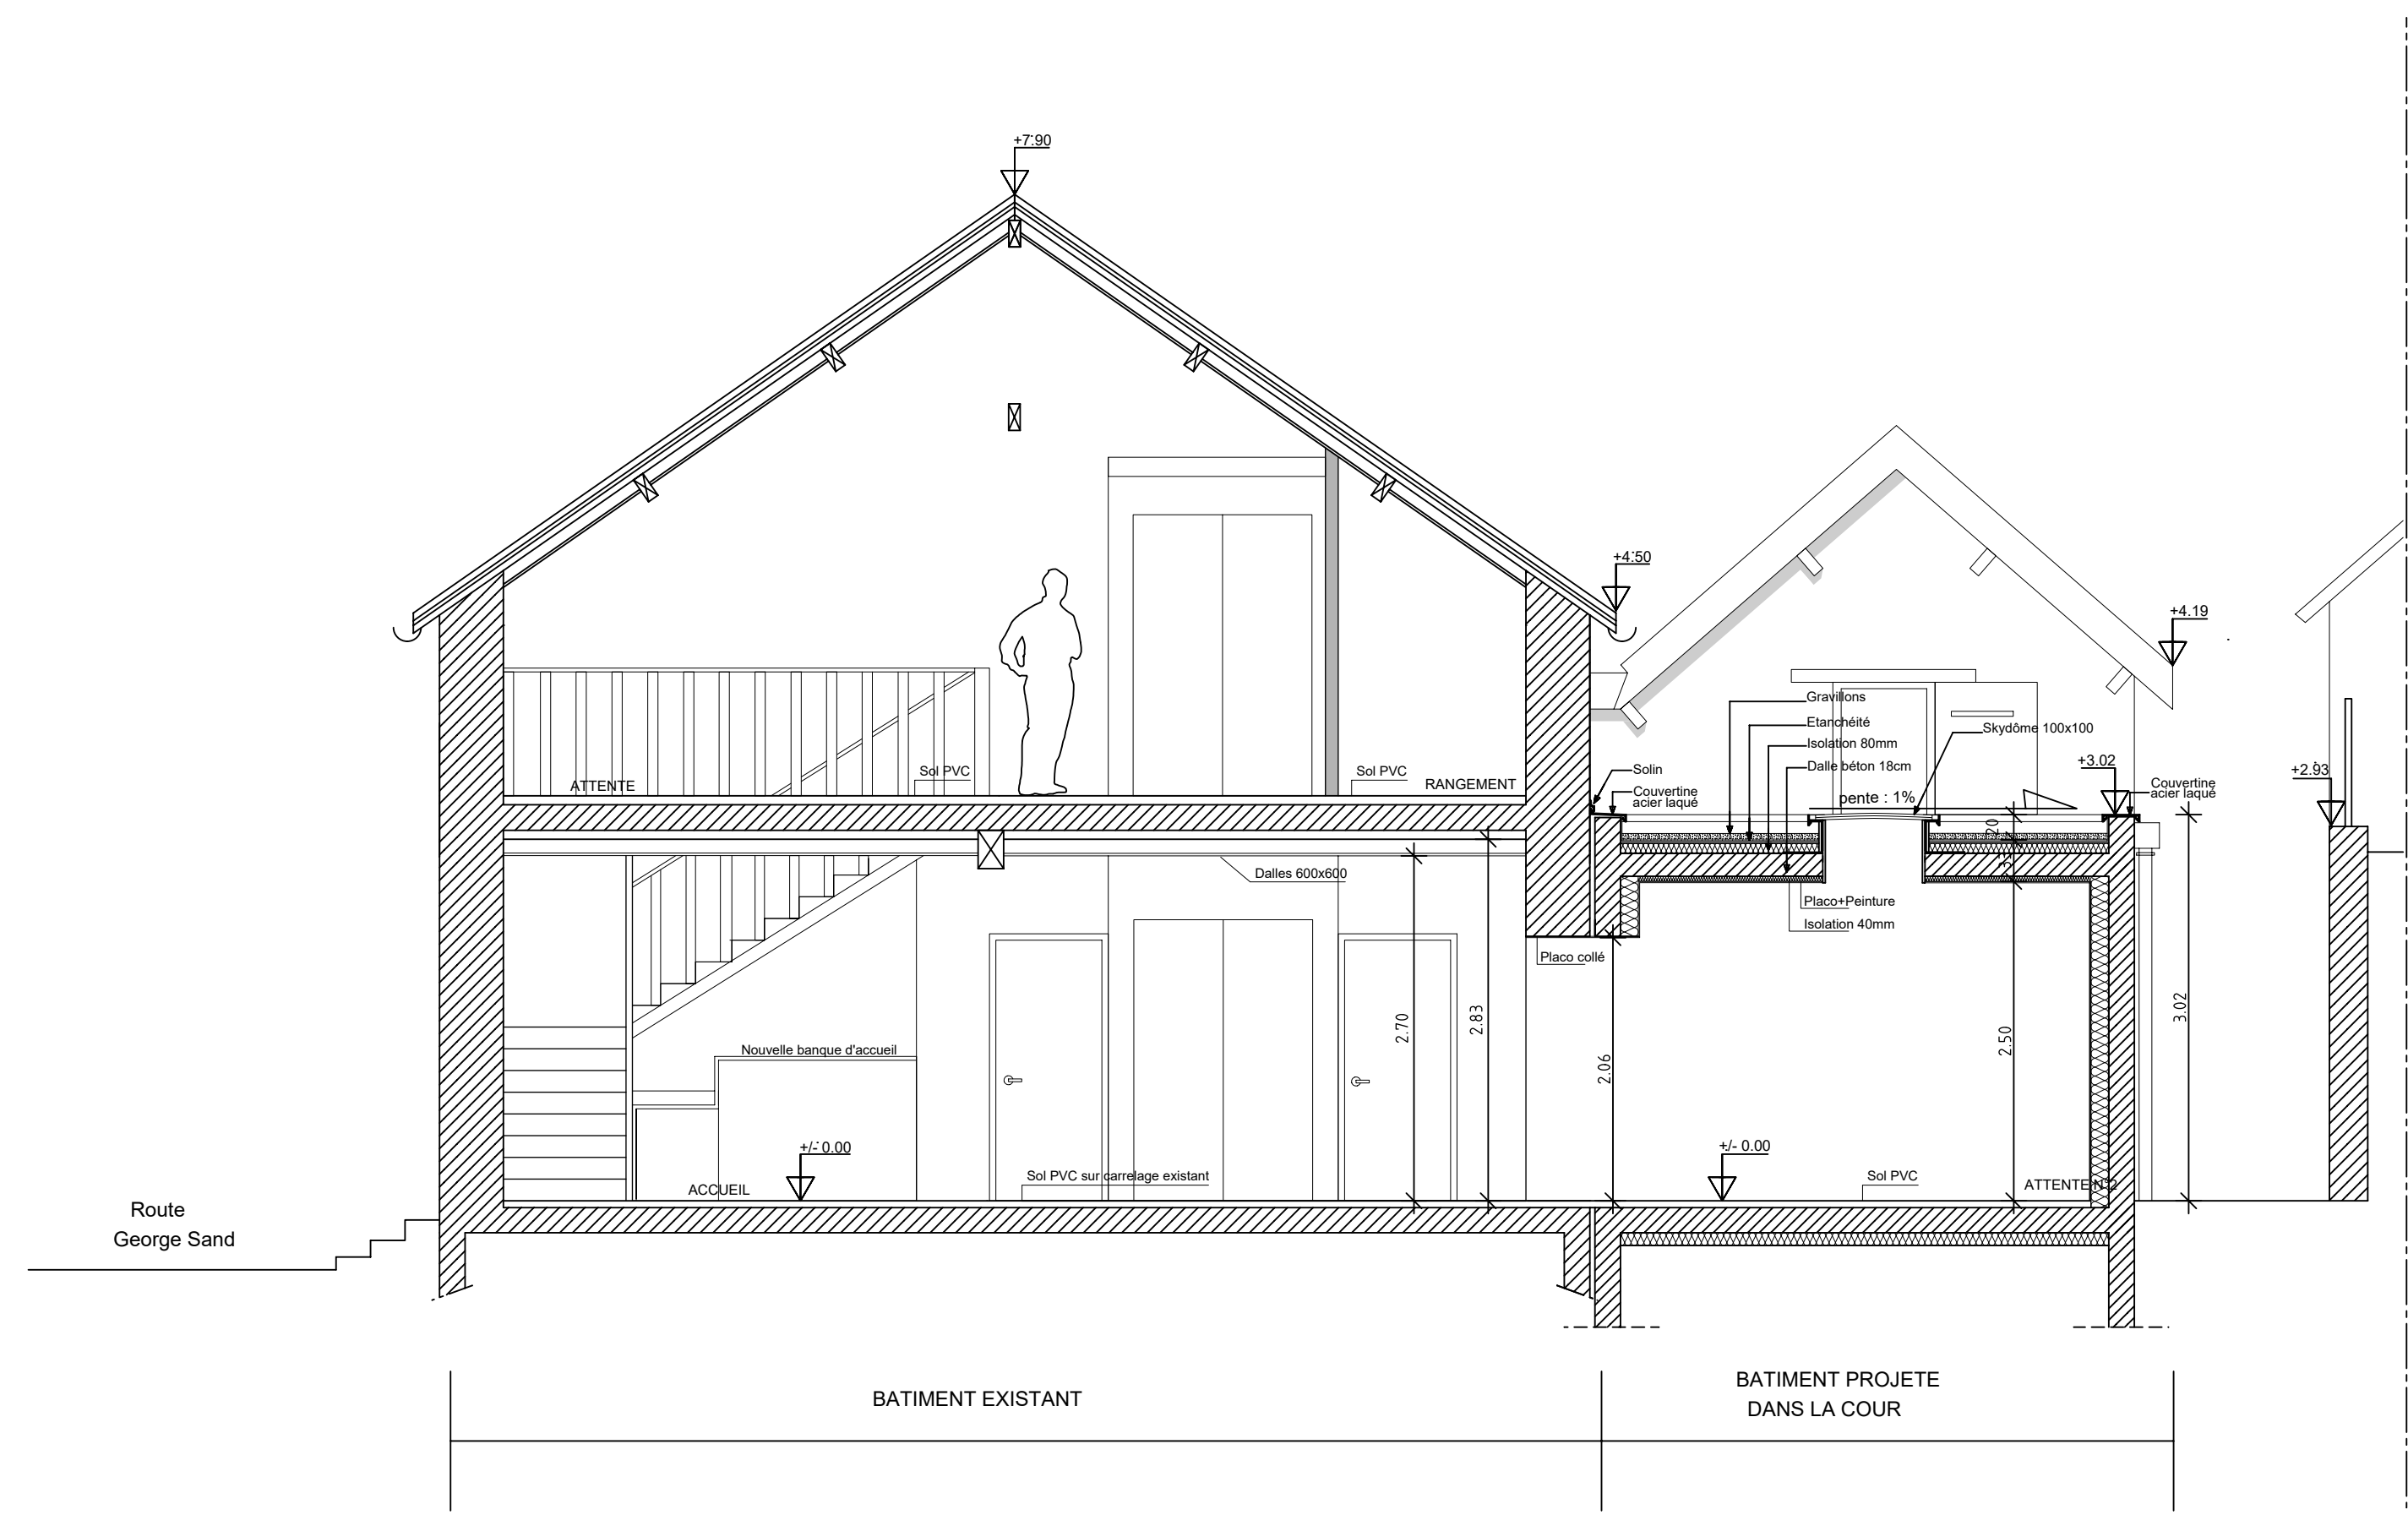 +7.90
+4.50
+4.19
Gravillons
Etanchéité
Isolation 80mm
Dalle béton 18cm
Skydôme 100x100
+3.02
+2.93
Solin
Couvertine
acier laqué
pente : 1%
Couvertine
acier laqué
ATTENTE
Sol PVC
Sol PVC
RANGEMENT
20
Dalles 600x600
Placo+Peinture
Isolation 40mm
Placo collé
2.70
2.83
2.06
2.50
3.02
Nouvelle banque d'accueil
+/- 0.00
+/- 0.00
Sol PVC sur carrelage existant
Sol PVC
ACCUEIL
ATTENTE N°2
Route
George Sand
BATIMENT EXISTANT
BATIMENT PROJETE
DANS LA COUR